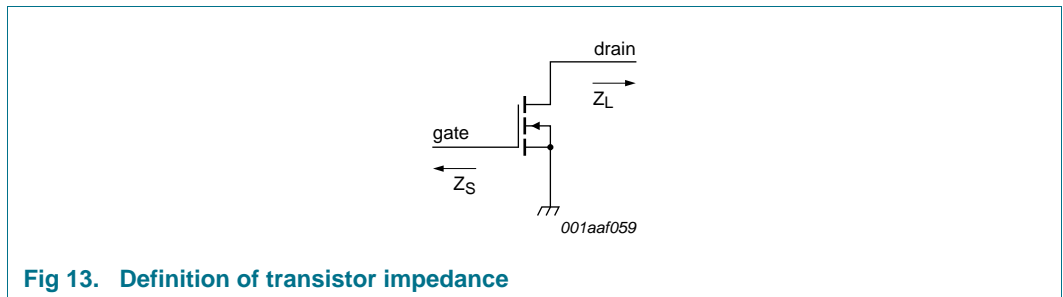 drain
Z_L
gate
Z_S
001aaf059
Fig 13. Definition of transistor impedance